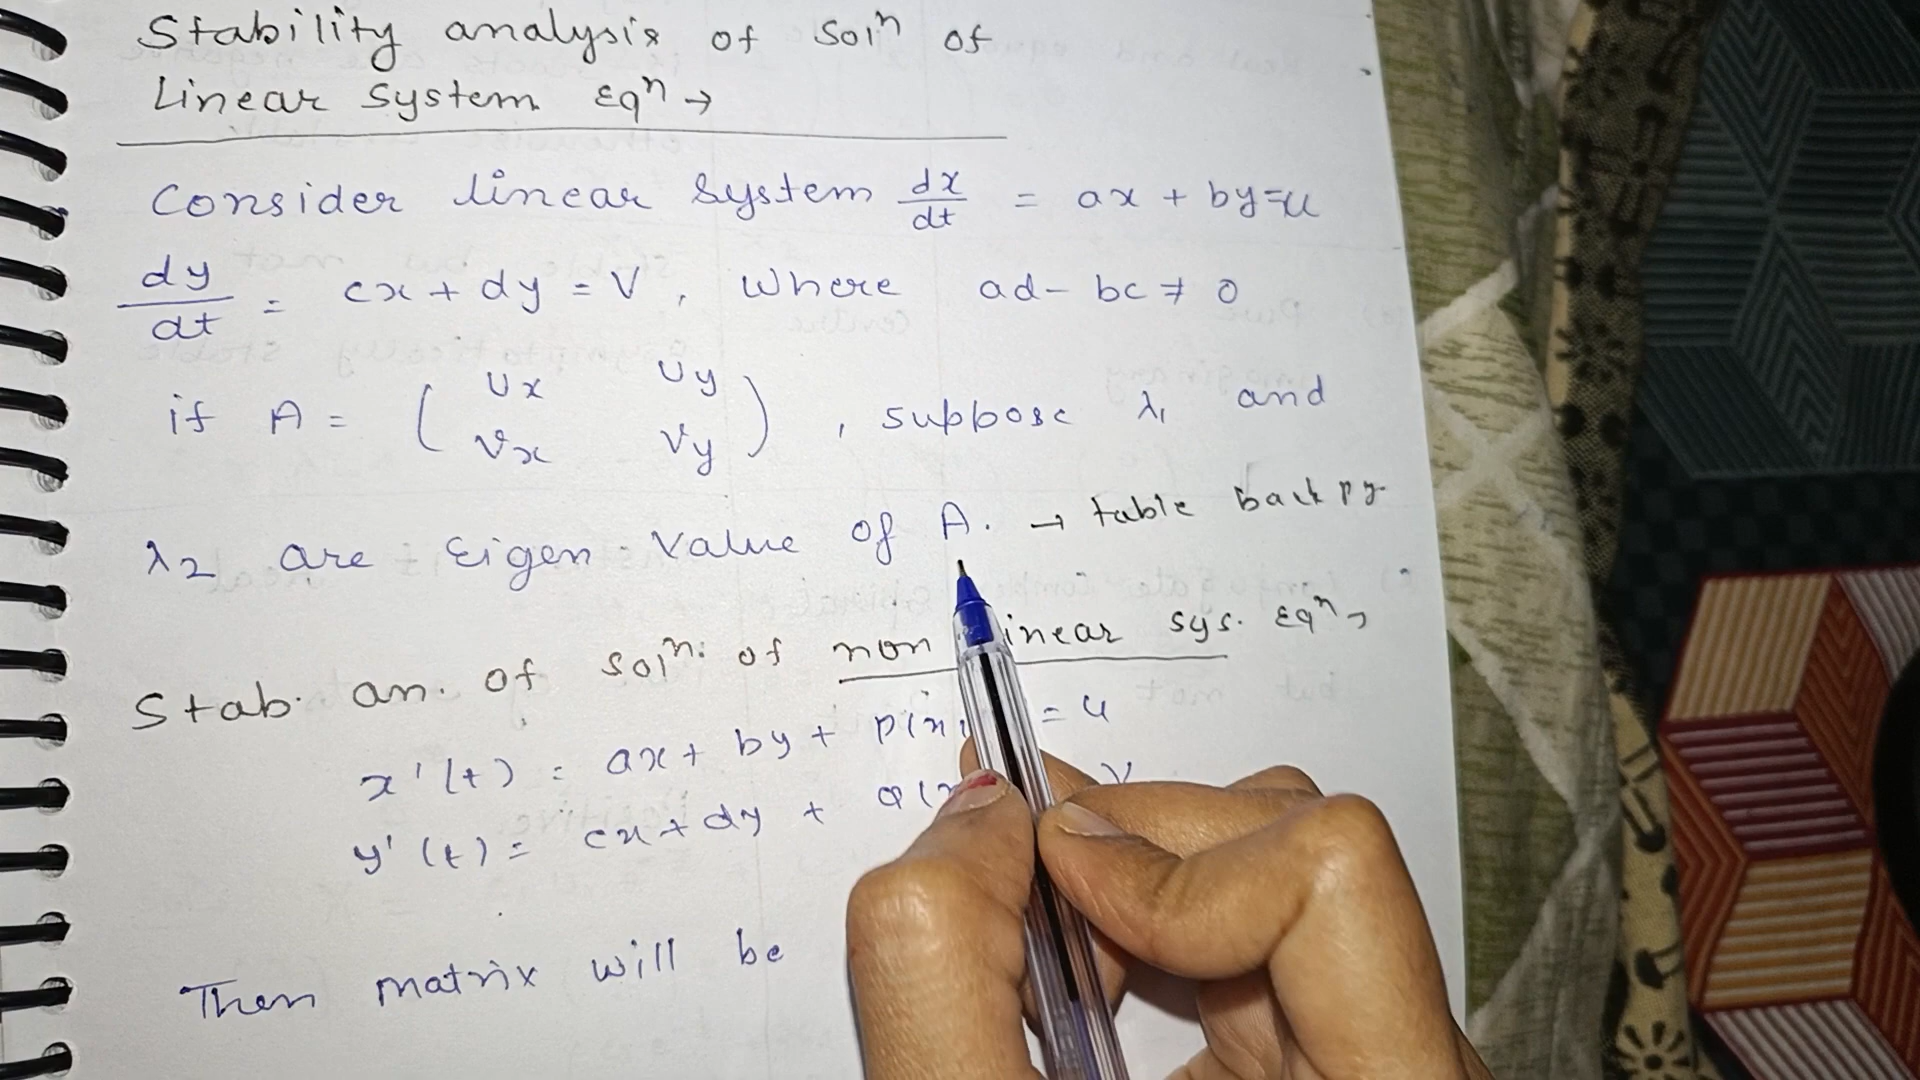 Stability analysis of Solⁿ of
Linear System Eqⁿ →
Consider linear System dx/dt = ax + by = u
dy/dt = cx + dy = V, Where ad - bc ≠ 0
if A = ( Ux Uy
Vx Vy ), suppose λ₁ and
λ2 are Eigen Value of A. → table back pg.
Stab. an. of solⁿ. of non linear sys. Eqⁿ →
x'(t) = ax + by + P(x, = u
y'(t) = cx + dy + Q(x V
Then matrix will be